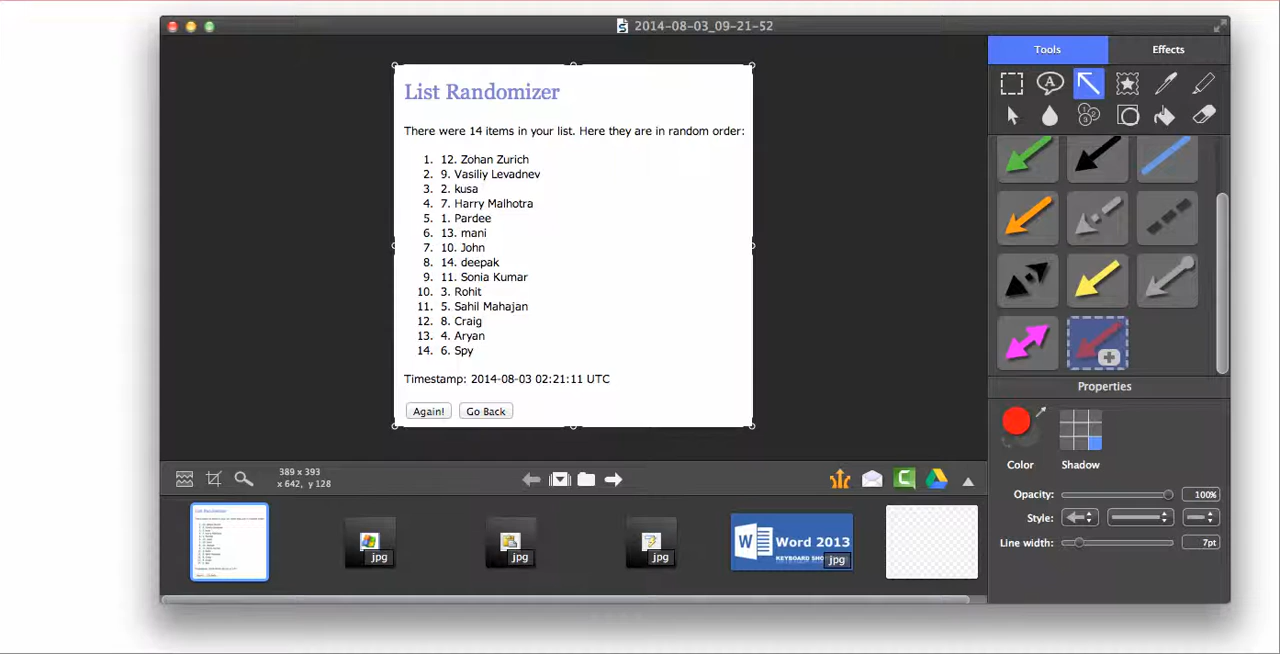 2014-08-03_09-21-52
Tools
Effects
List Randomizer
There were 14 items in your list. Here they are in random order:
1. 12. Zohan Zurich
2. 9. Vasiliy Levadnev
3. 2. kusa
4. 7. Harry Malhotra
5. 1. Pardee
6. 13. mani
7. 10. John
8. 14. deepak
9. 11. Sonia Kumar
10. 3. Rohit
11. 5. Sahil Mahajan
12. 8. Craig
13. 4. Aryan
14. 6. Spy
Timestamp: 2014-08-03 02:21:11 UTC
Again!
Go Back
Properties
Color
Shadow
Opacity:
100%
Style:
Line width:
7pt
389 x 393
x 642, y 128
jpg
jpg
jpg
Word 2013
KEYBOARD
jpg